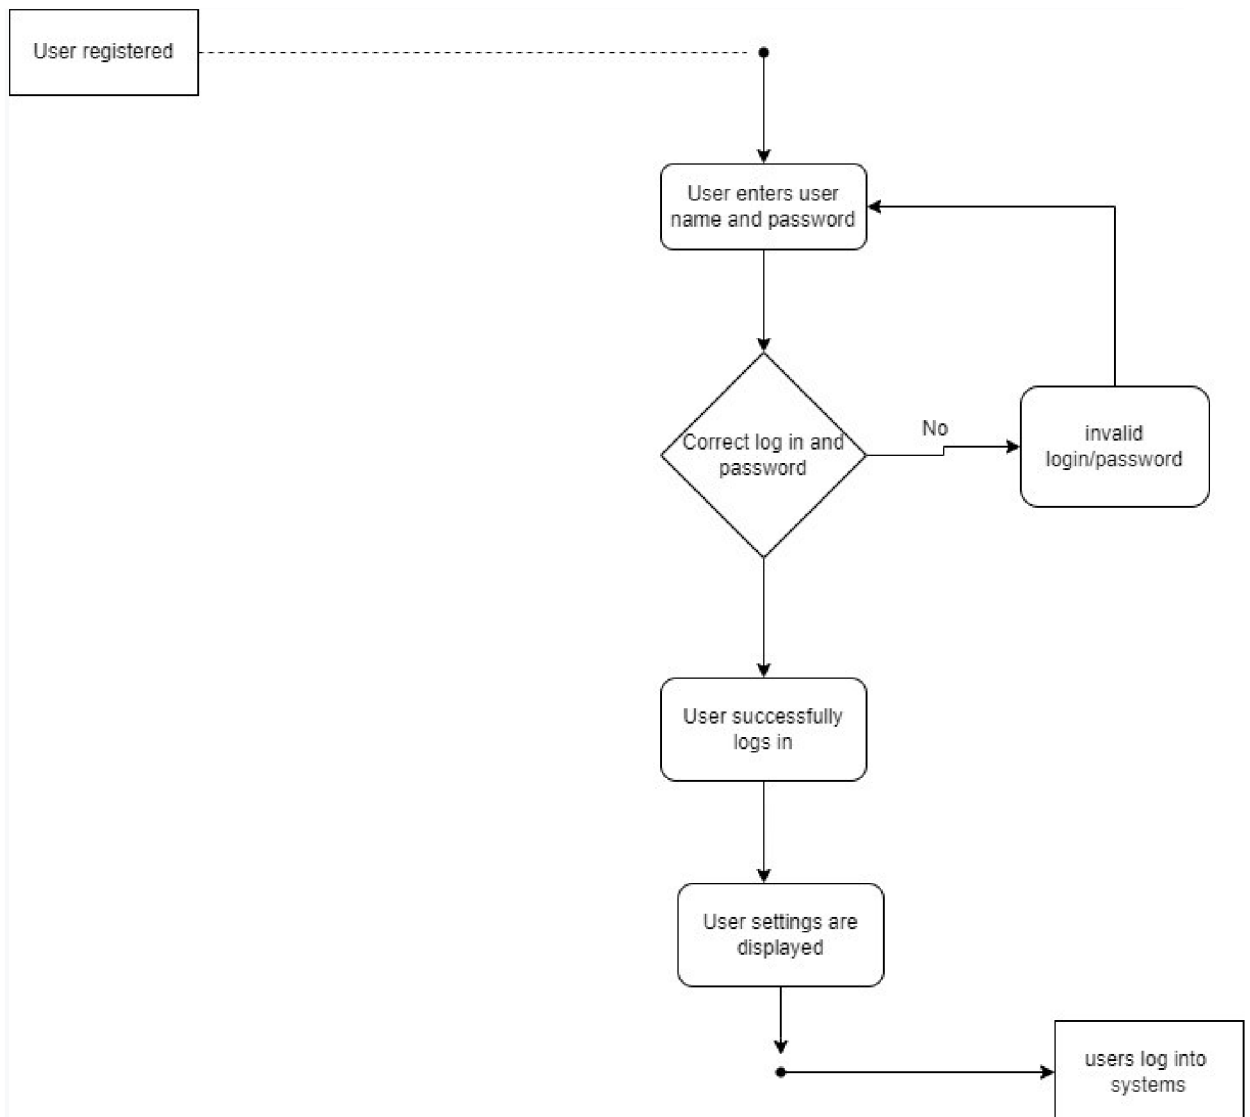 User registered
User enters user
name and password
Correct log in and
password
No
invalid
login/password
User successfully
logs in
User settings are
displayed
users log into
systems